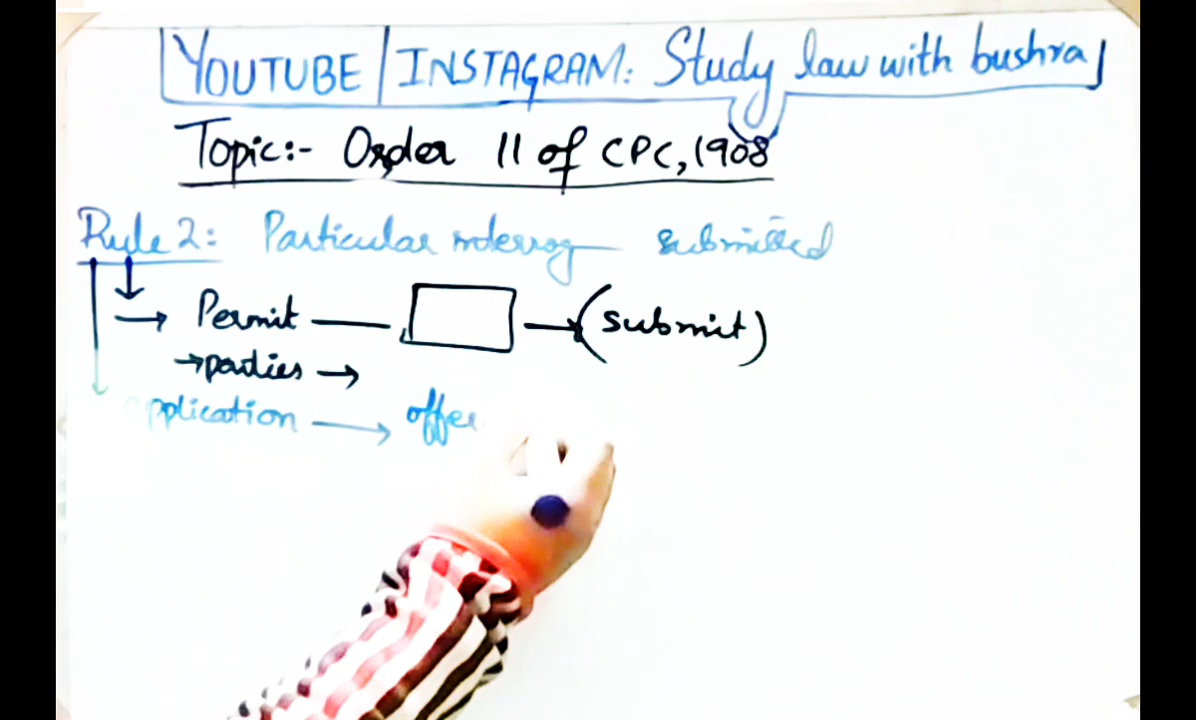 YOUTUBE | INSTAGRAM: Study law with bushra
Topic:- Order 11 of CPC, 1908
Rule 2: Particular interrog submitted
→ Permit → (submit)
→ parties →
application → offer